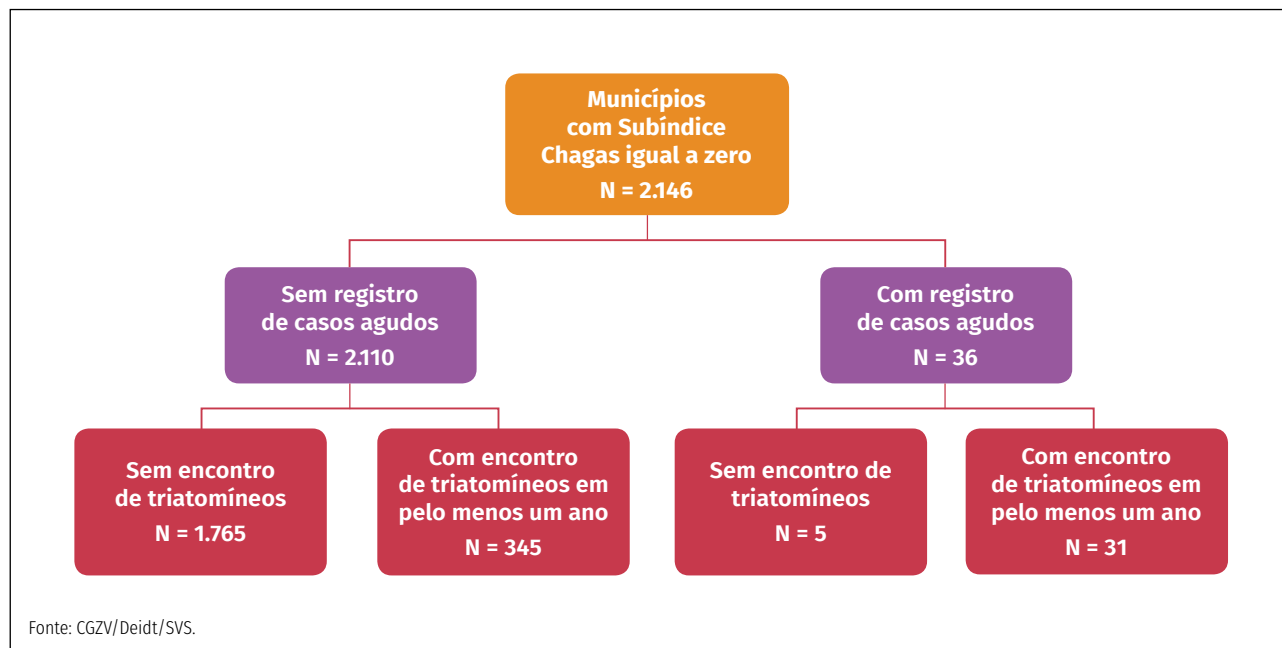 Municípios
com Subíndice
Chagas igual a zero
N = 2.146
Sem registro
de casos agudos
N = 2.110
Com registro
de casos agudos
N = 36
Sem encontro
de triatomíneos
N = 1.765
Com encontro
de triatomíneos em
pelo menos um ano
N = 345
Sem encontro de
triatomíneos
N = 5
Com encontro
de triatomíneos em
pelo menos um ano
N = 31
Fonte: CGZV/Deidt/SVS.